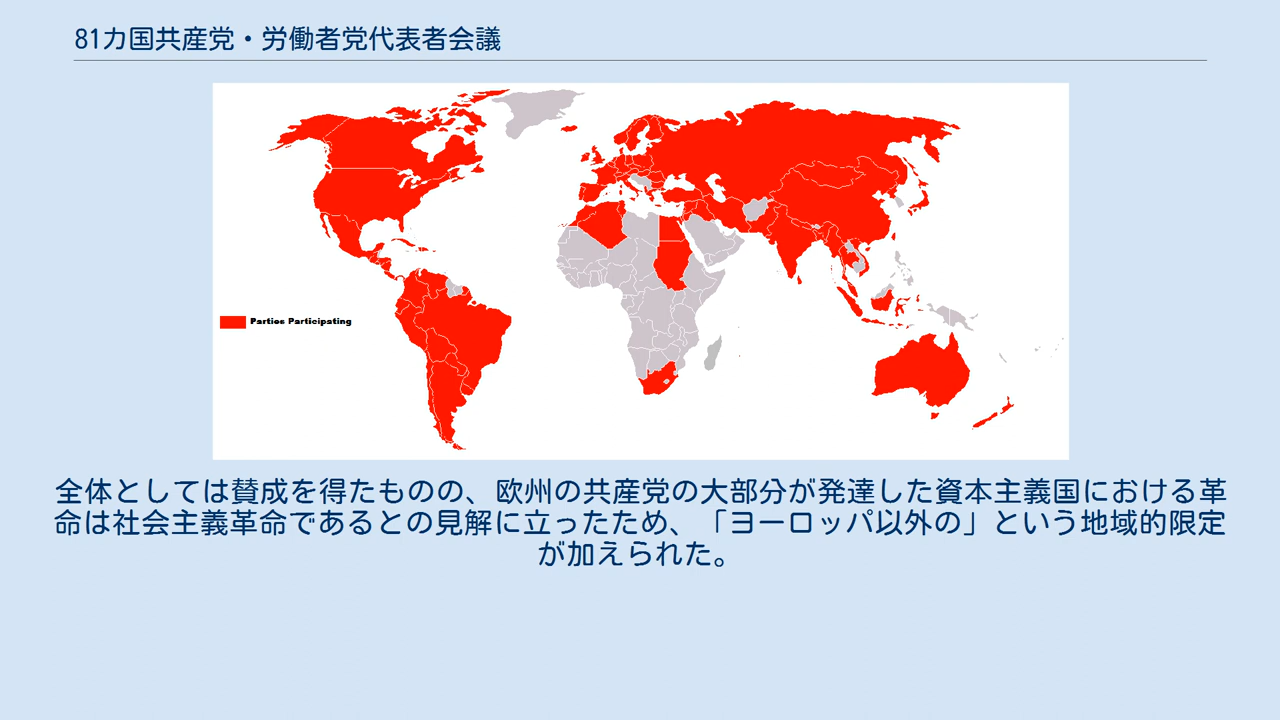 81カ国共産党・労働者党代表者会議
Parties Participating
全体としては賛成を得たものの、欧州の共産党の大部分が発達した資本主義国における革
命は社会主義革命であるとの見解に立ったため、「ヨーロッパ以外の」という地域的限定
が加えられた。